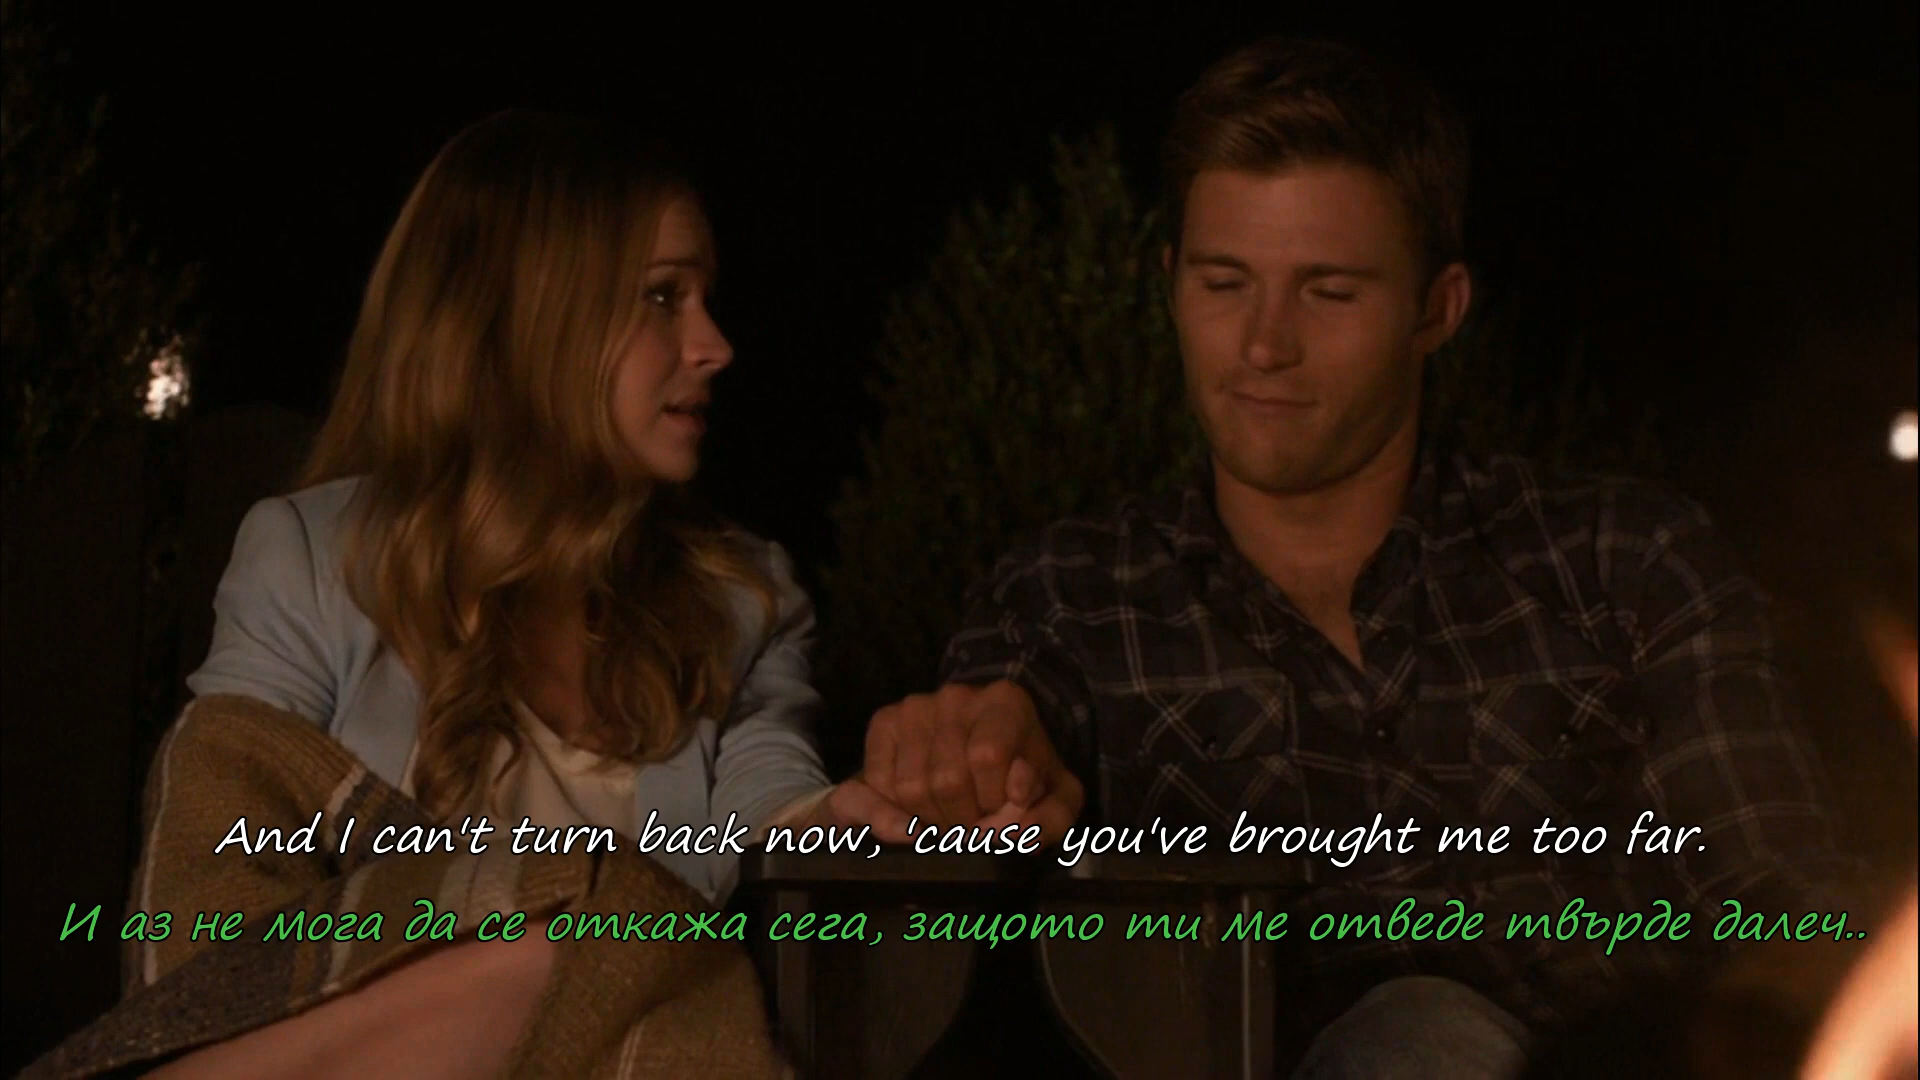 And I can't turn back now, 'cause you've brought me too far.
И аз не мога да се откажа сега, защото ти ме отведе твърде далеч..